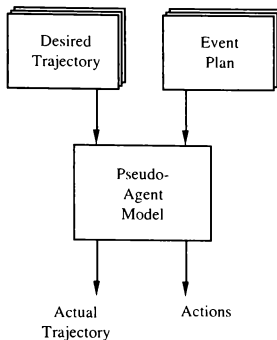 Desired
Trajectory
Event
Plan
Pseudo-
Agent
Model
Actual
Trajectory
Actions